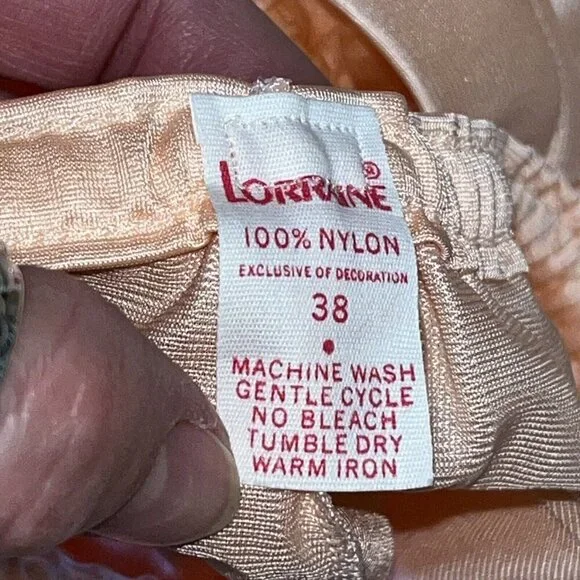 LORRAINE®
100% NYLON
EXCLUSIVE OF DECORATION
38
MACHINE WASH
GENTLE CYCLE
NO BLEACH
TUMBLE DRY
WARM IRON